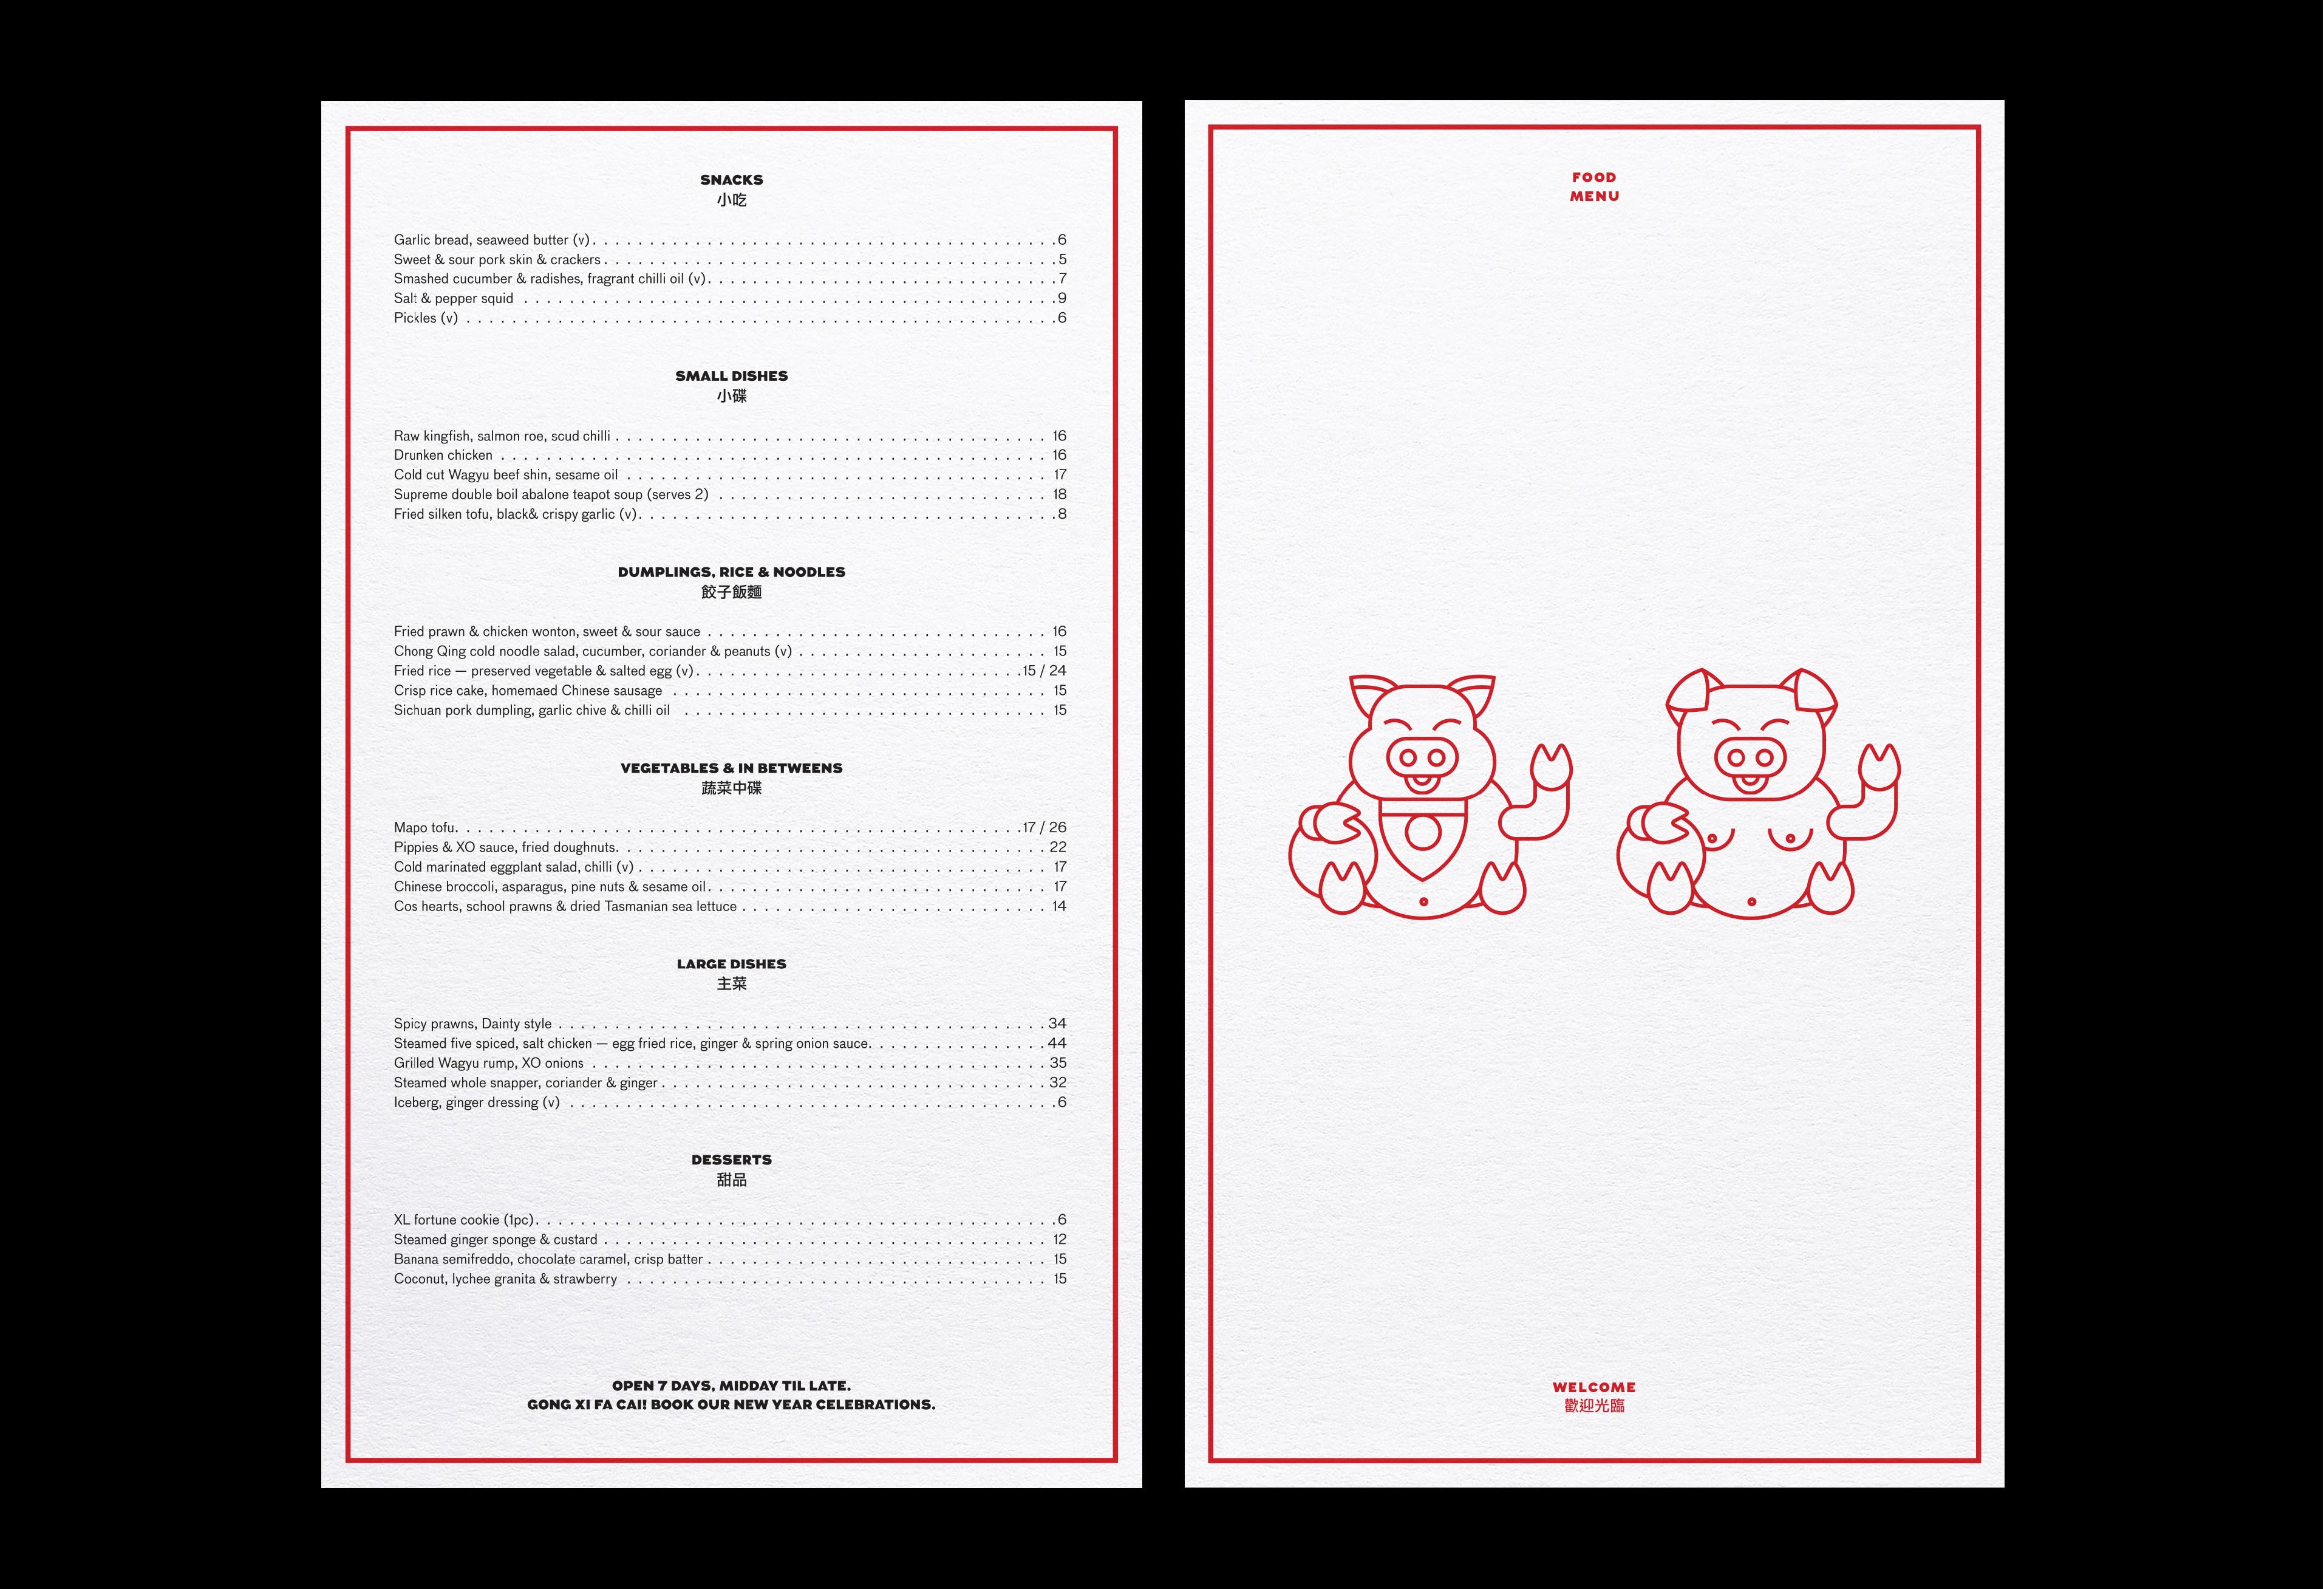 SNACKS
小吃
Garlic bread, seaweed butter (v) 6
Sweet & sour pork skin & crackers 5
Smashed cucumber & radishes, fragrant chilli oil (v) 7
Salt & pepper squid 9
Pickles (v) 6
SMALL DISHES
小碟
Raw kingfish, salmon roe, scud chilli 16
Drunken chicken 16
Cold cut Wagyu beef shin, sesame oil 17
Supreme double boil abalone teapot soup (serves 2) 18
Fried silken tofu, black& crispy garlic (v) 8
DUMPLINGS, RICE & NOODLES
餃子飯麵
Fried prawn & chicken wonton, sweet & sour sauce 16
Chong Qing cold noodle salad, cucumber, coriander & peanuts (v) 15
Fried rice — preserved vegetable & salted egg (v) 15 / 24
Crisp rice cake, homemaed Chinese sausage 15
Sichuan pork dumpling, garlic chive & chilli oil 15
VEGETABLES & IN BETWEENS
蔬菜中碟
Mapo tofu 17 / 26
Pippies & XO sauce, fried doughnuts 22
Cold marinated eggplant salad, chilli (v) 17
Chinese broccoli, asparagus, pine nuts & sesame oil 17
Cos hearts, school prawns & dried Tasmanian sea lettuce 14
LARGE DISHES
主菜
Spicy prawns, Dainty style 34
Steamed five spiced, salt chicken — egg fried rice, ginger & spring onion sauce 44
Grilled Wagyu rump, XO onions 35
Steamed whole snapper, coriander & ginger 32
Iceberg, ginger dressing (v) 6
DESSERTS
甜品
XL fortune cookie (1pc) 6
Steamed ginger sponge & custard 12
Banana semifreddo, chocolate caramel, crisp batter 15
Coconut, lychee granita & strawberry 15
OPEN 7 DAYS, MIDDAY TIL LATE.
GONG XI FA CAI! BOOK OUR NEW YEAR CELEBRATIONS.
FOOD
MENU
WELCOME
歡迎光臨